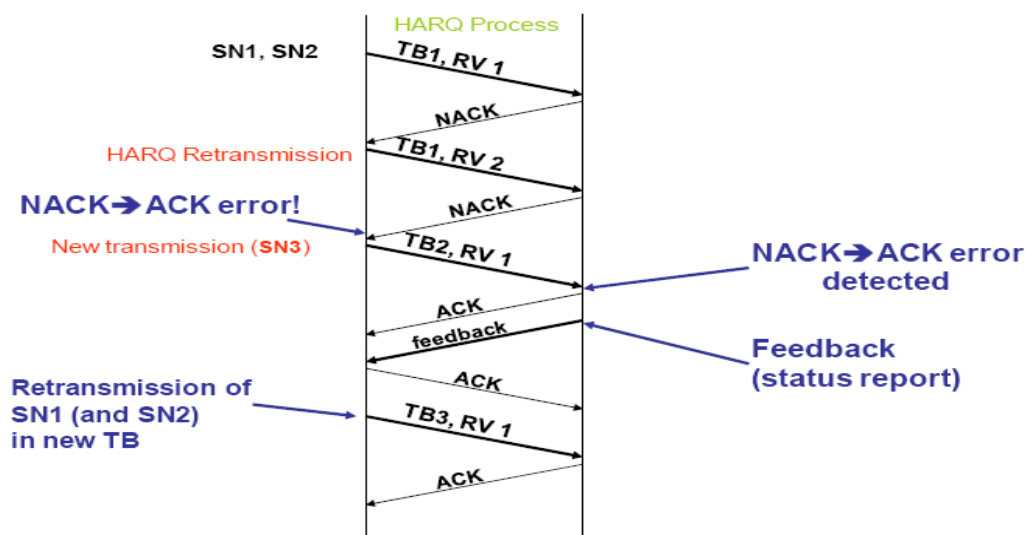 HARQ Process
SN1, SN2
TB1, RV 1
NACK
HARQ Retransmission
TB1, RV 2
NACK➔ ACK error!
NACK
New transmission (SN3)
TB2, RV 1
NACK➔ ACK error
detected
ACK
feedback
Feedback
(status report)
ACK
Retransmission of
SN1 (and SN2)
in new TB
TB3, RV 1
ACK